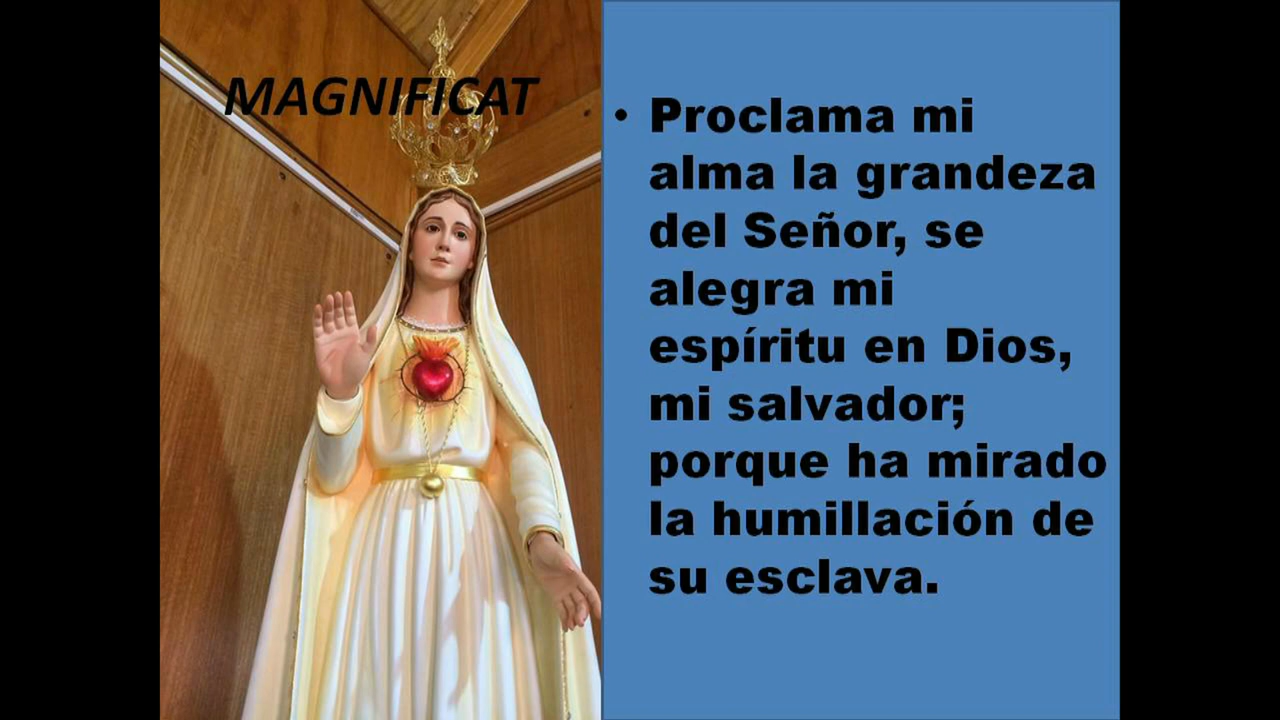 MAGNIFICAT
• Proclama mi
alma la grandeza
del Señor, se
alegra mi
espíritu en Dios,
mi salvador;
porque ha mirado
la humillación de
su esclava.